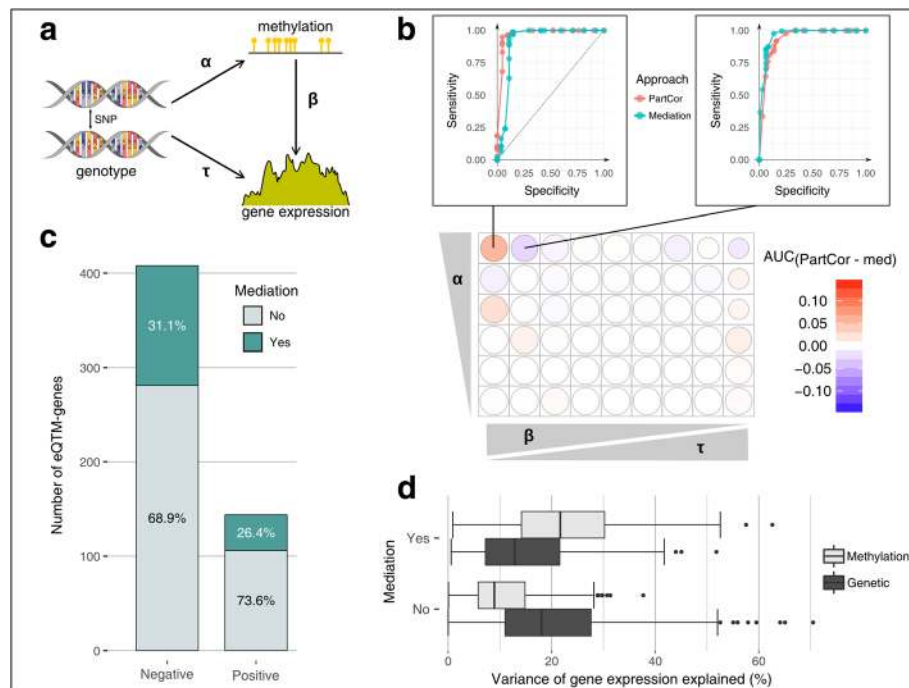 a
methylation
α
β
SNP
genotype
τ
gene expression
b
1.00
0.75
0.50
0.25
0.00
Sensitivity
0.00 0.25 0.50 0.75 1.00
Specificity
Approach
PartCor
Mediation
1.00
0.75
0.50
0.25
0.00
Sensitivity
0.00 0.25 0.50 0.75 1.00
Specificity
α
β
τ
AUC(PartCor - med)
0.10
0.05
0.00
−0.05
−0.10
c
Number of eQTM-genes
400
300
200
100
0
Mediation
No
Yes
31.1%
68.9%
26.4%
73.6%
Negative Positive
d
Mediation
Yes
No
Methylation
Genetic
0 20 40 60
Variance of gene expression explained (%)